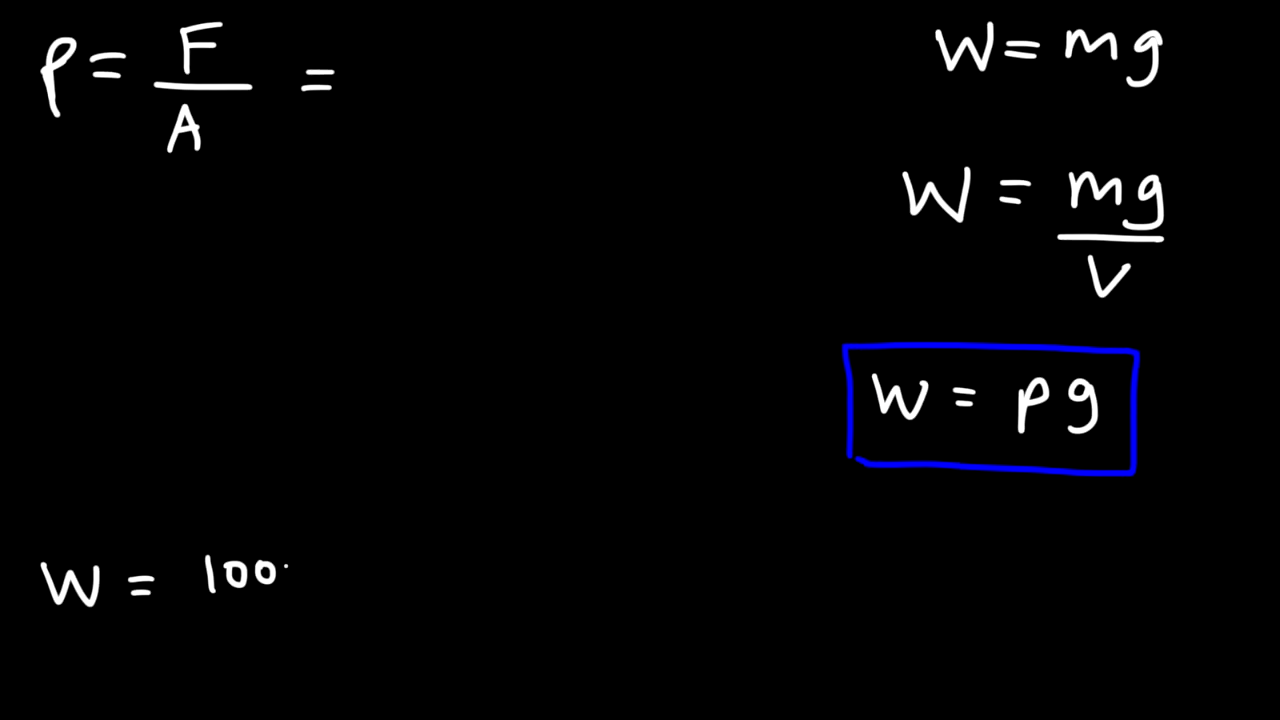 P = F/A =
W = mg
W = mg/V
W = ρg
W = 100